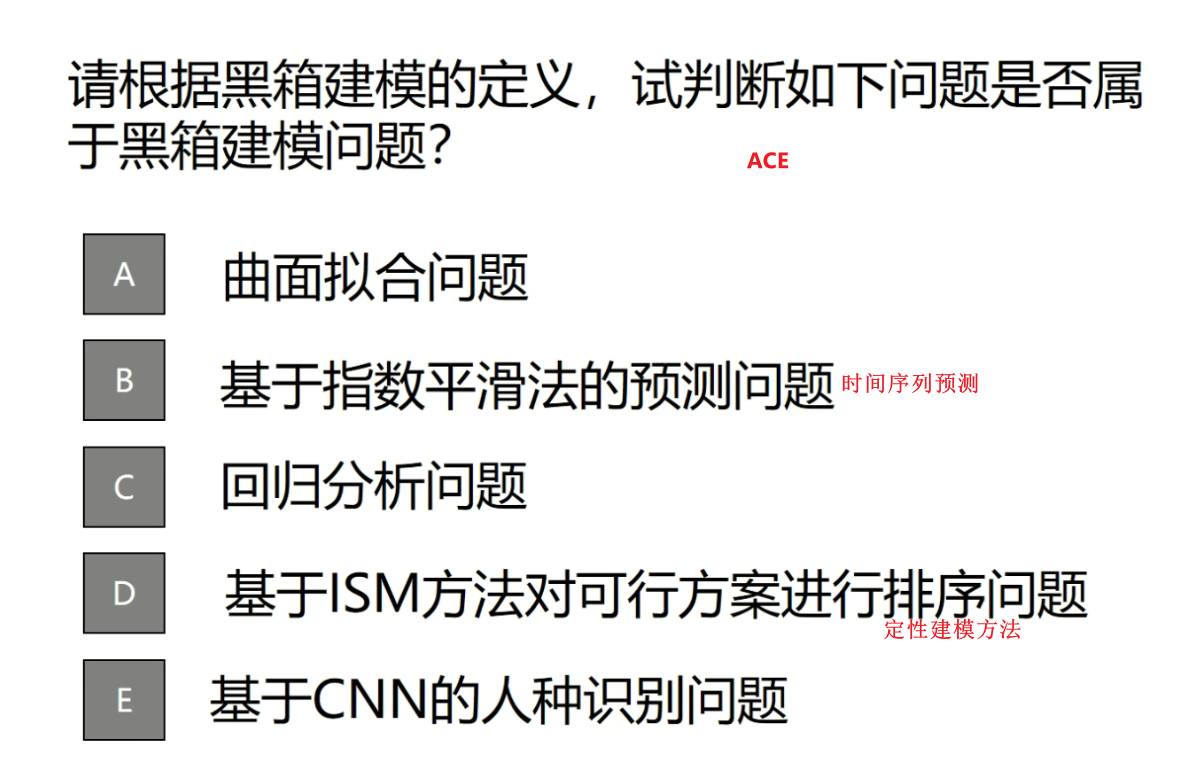 请根据黑箱建模的定义，试判断如下问题是否属
于黑箱建模问题？
ACE
A 曲面拟合问题
B 基于指数平滑法的预测问题 时间序列预测
C 回归分析问题
D 基于ISM方法对可行方案进行排序问题
定性建模方法
E 基于CNN的人种识别问题